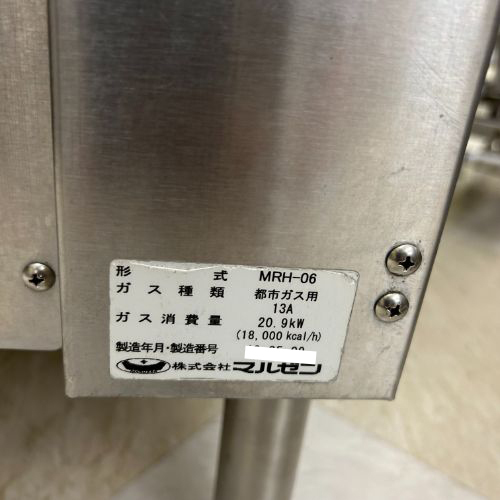 形式 MRH-06
ガス種類 都市ガス用
13A
ガス消費量 20.9kW
(18,000 kcal/h)
製造年月・製造番号
株式会社 マルゼン